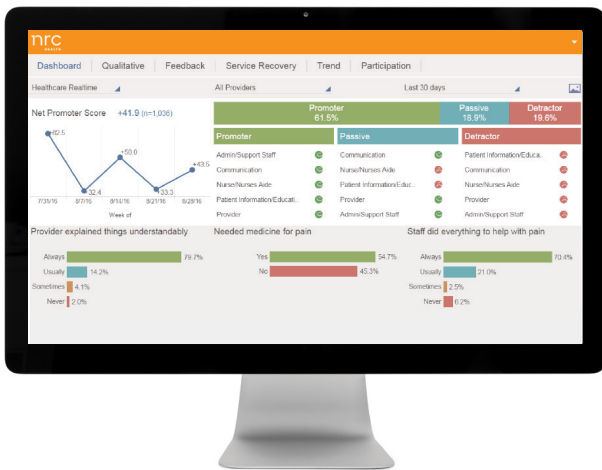 nrc
HEALTH
Dashboard Qualitative Feedback Service Recovery Trend Participation
Healthcare Realtime All Providers Last 30 days
Net Promoter Score +41.9 (n=1,036)
Promoter Passive Detractor
61.5% 18.9% 19.6%
Promoter Passive Detractor
+62.5
+50.0
+43.5
32.4
33.3
7/31/16 8/7/16 8/14/16 8/21/16 8/28/16
Week of
Admin/Support Staff Communication Patient Information/Educa..
Communication Nurse/Nurses Aide Communication
Nurse/Nurses Aide Patient Information/Educ.. Nurse/Nurses Aide
Patient Information/Educati.. Provider Provider
Provider Admin/Support Staff Admin/Support Staff
Provider explained things understandably Needed medicine for pain Staff did everything to help with pain
Always 79.7% Yes 54.7% Always 70.4%
Usually 14.2% No 45.3% Usually 21.0%
Sometimes 4.1% Sometimes 2.5%
Never 2.0% Never 6.2%